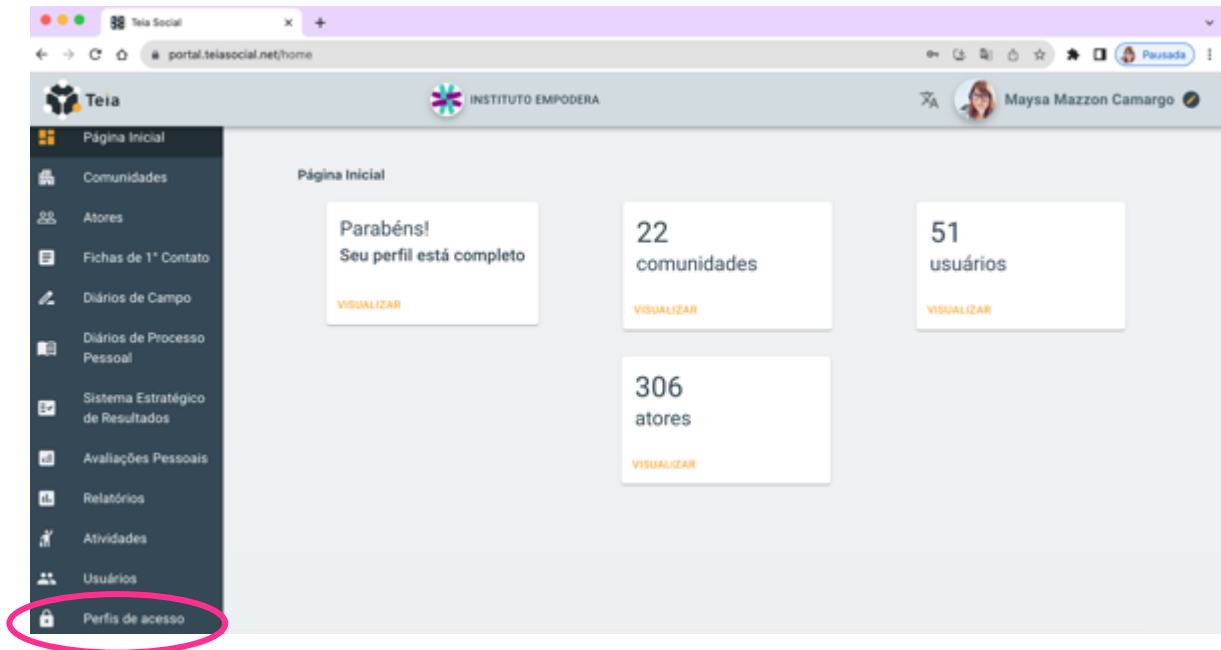 Teia Social
portal.teiasocial.net/home
Pausada
Teia
INSTITUTO EMPODERA
Maysa Mazzon Camargo
Página Inicial
Comunidades
Atores
Fichas de 1° Contato
Diários de Campo
Diários de Processo
Pessoal
Sistema Estratégico
de Resultados
Avaliações Pessoais
Relatórios
Atividades
Usuários
Perfis de acesso
Página Inicial
Parabéns!
Seu perfil está completo
VISUALIZAR
22
comunidades
VISUALIZAR
51
usuários
VISUALIZAR
306
atores
VISUALIZAR